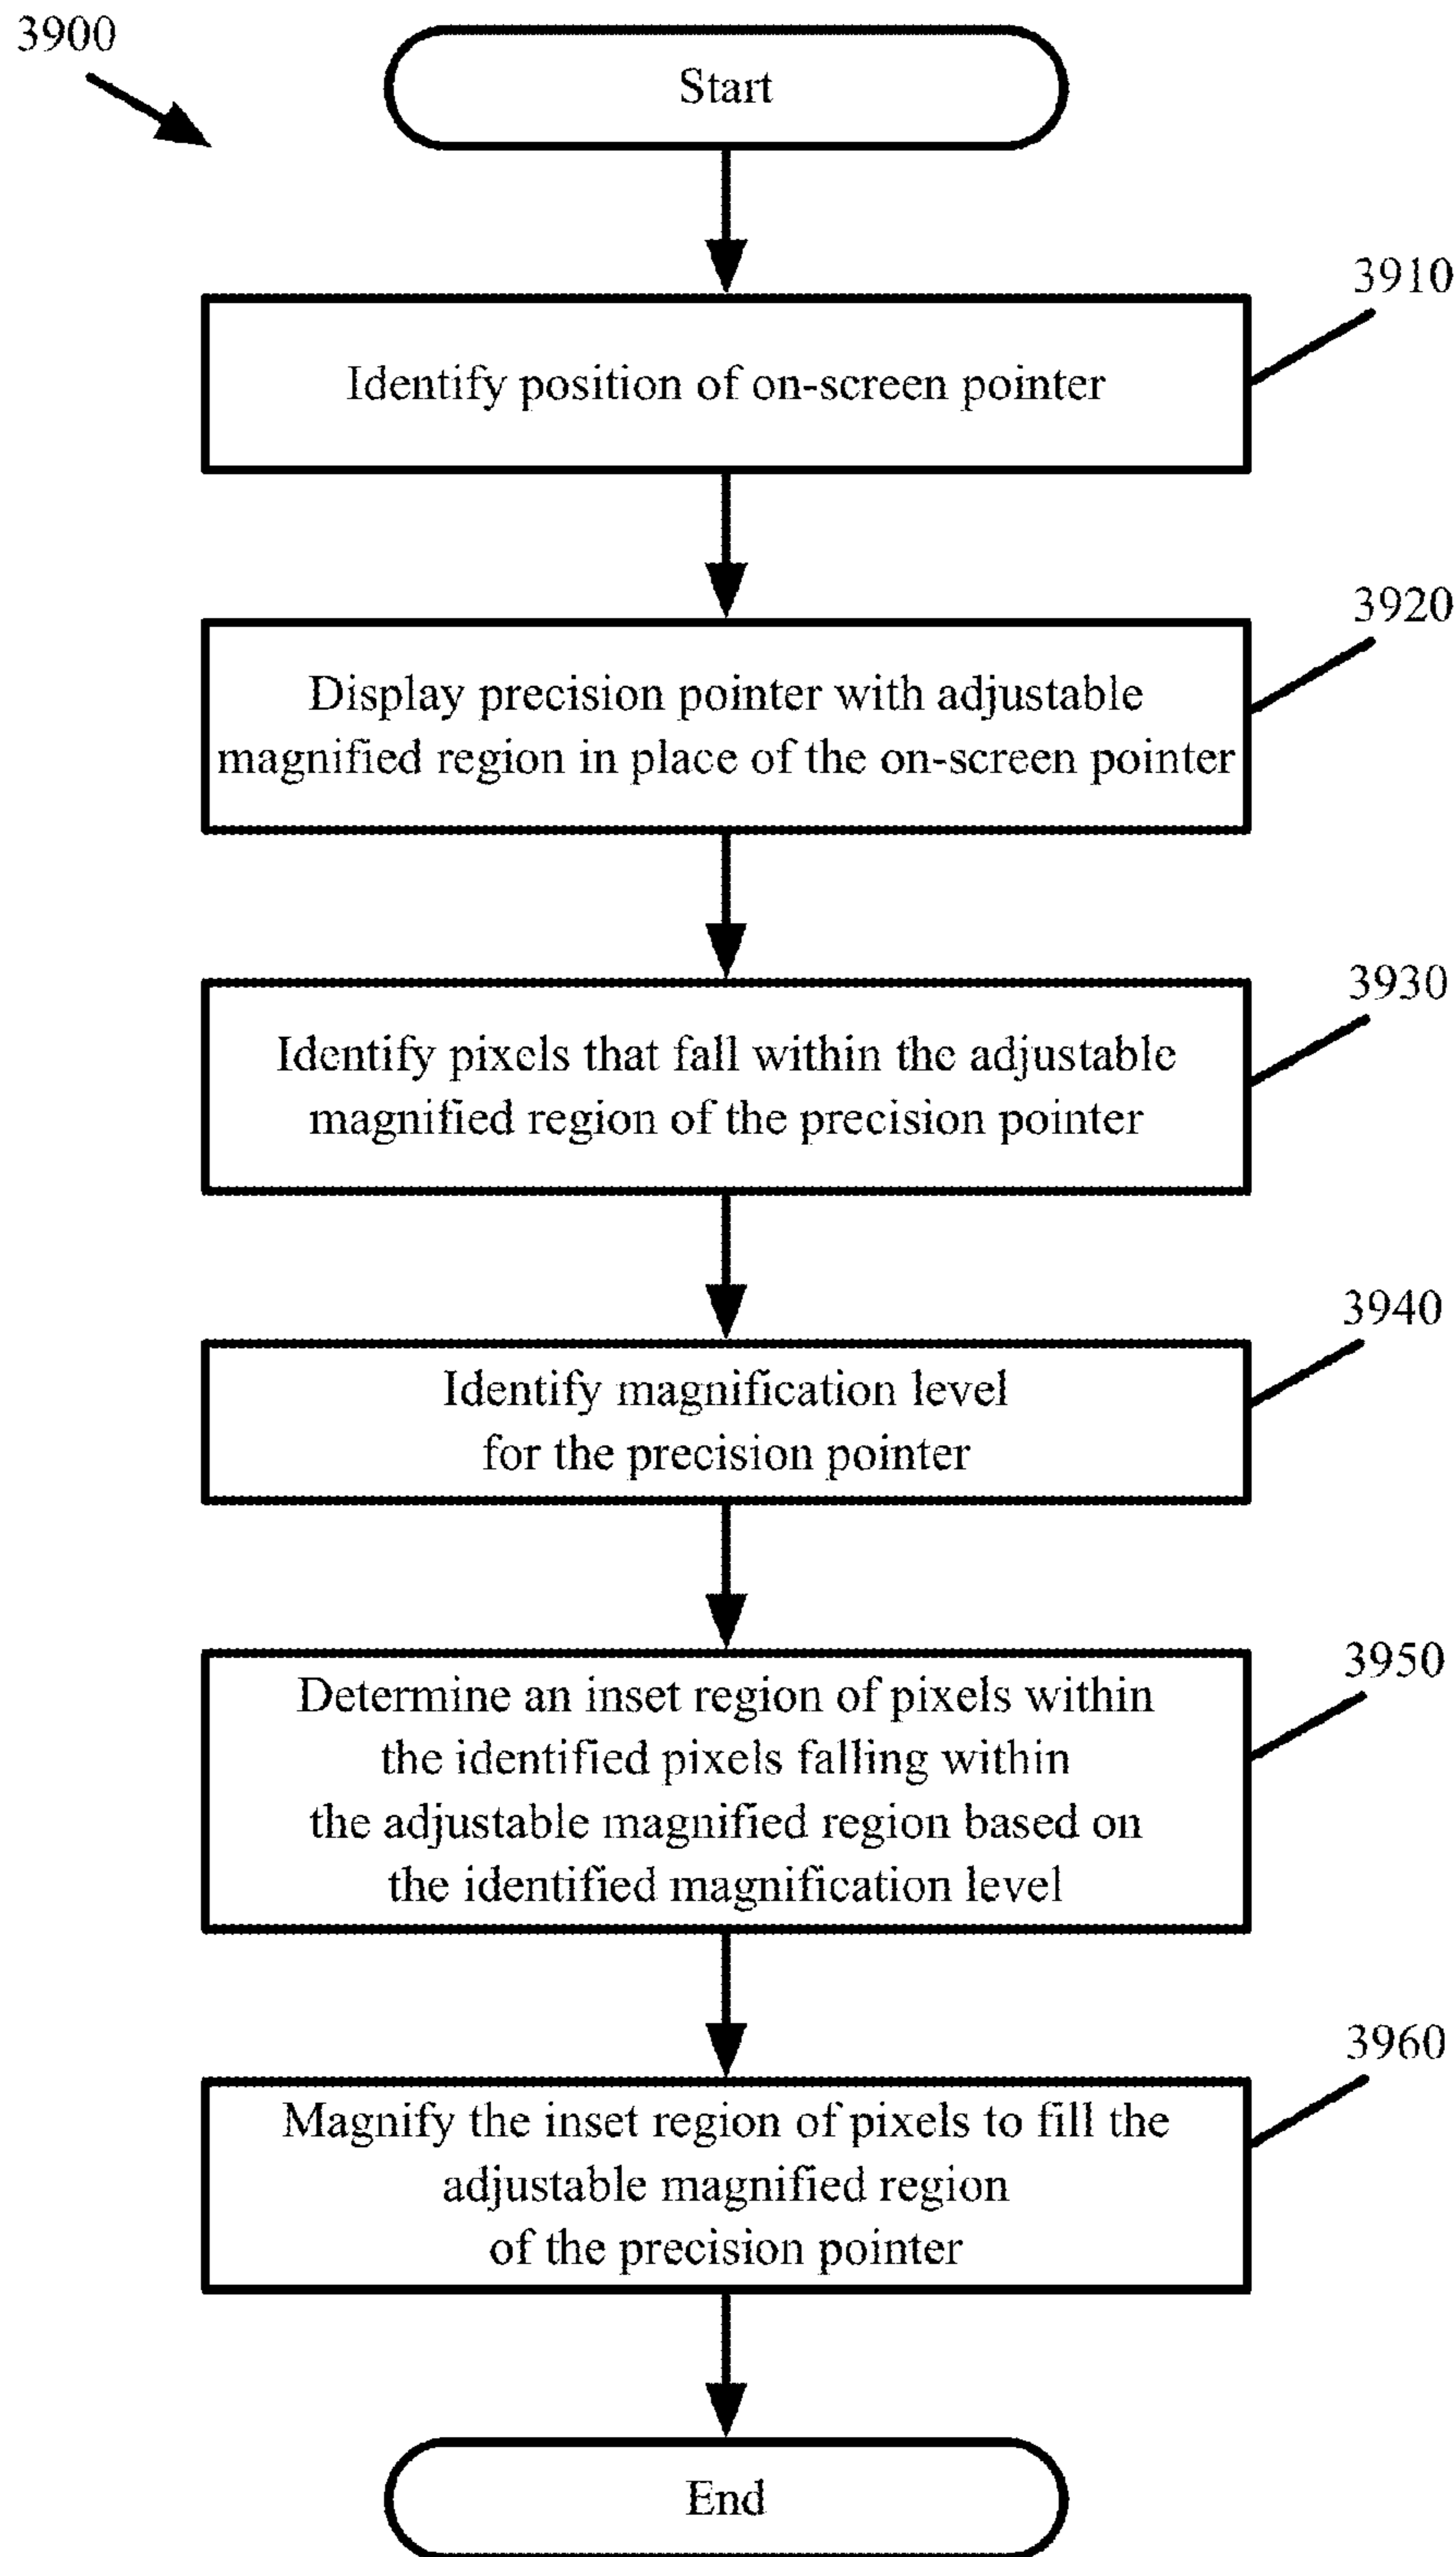 3900
Start
3910
Identify position of on-screen pointer
3920
Display precision pointer with adjustable
magnified region in place of the on-screen pointer
3930
Identify pixels that fall within the adjustable
magnified region of the precision pointer
3940
Identify magnification level
for the precision pointer
3950
Determine an inset region of pixels within
the identified pixels falling within
the adjustable magnified region based on
the identified magnification level
3960
Magnify the inset region of pixels to fill the
adjustable magnified region
of the precision pointer
End